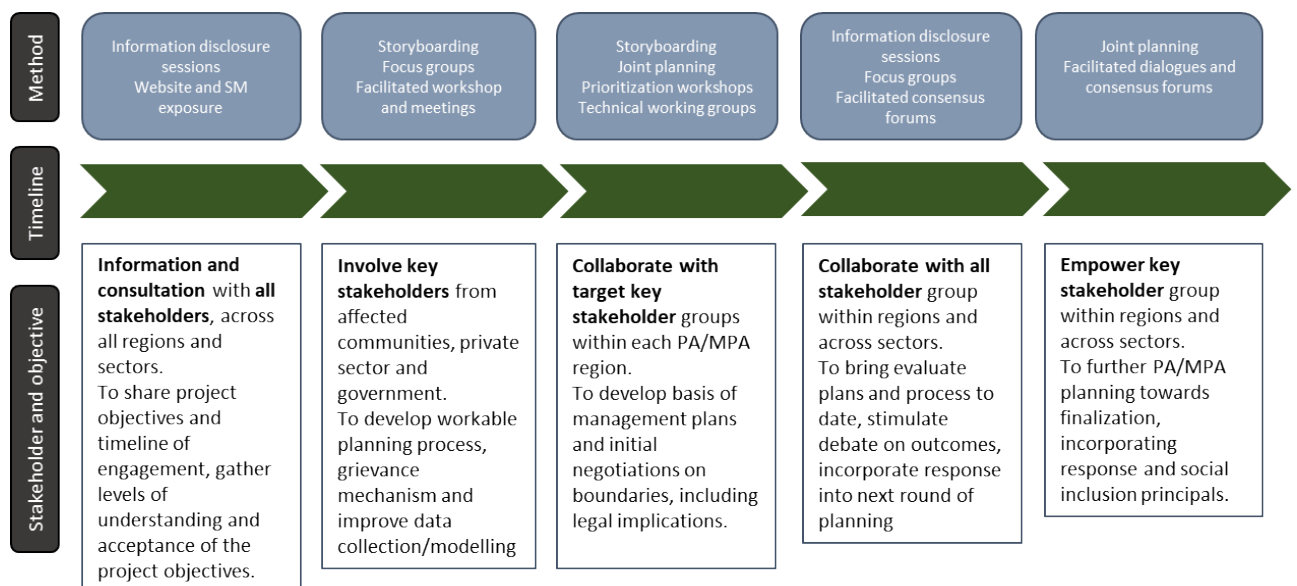 Method
Information disclosure
sessions
Website and SM
exposure
Storyboarding
Focus groups
Facilitated workshop
and meetings
Storyboarding
Joint planning
Prioritization workshops
Technical working groups
Information disclosure
sessions
Focus groups
Facilitated consensus
forums
Joint planning
Facilitated dialogues and
consensus forums
Timeline
Stakeholder and objective
Information and
consultation with all
stakeholders, across
all regions and
sectors.
To share project
objectives and
timeline of
engagement, gather
levels of
understanding and
acceptance of the
project objectives.
Involve key
stakeholders from
affected
communities, private
sector and
government.
To develop workable
planning process,
grievance
mechanism and
improve data
collection/modelling
Collaborate with
target key
stakeholder groups
within each PA/MPA
region.
To develop basis of
management plans
and initial
negotiations on
boundaries, including
legal implications.
Collaborate with all
stakeholder group
within regions and
across sectors.
To bring evaluate
plans and process to
date, stimulate
debate on outcomes,
incorporate response
into next round of
planning
Empower key
stakeholder group
within regions and
across sectors.
To further PA/MPA
planning towards
finalization,
incorporating
response and social
inclusion principals.